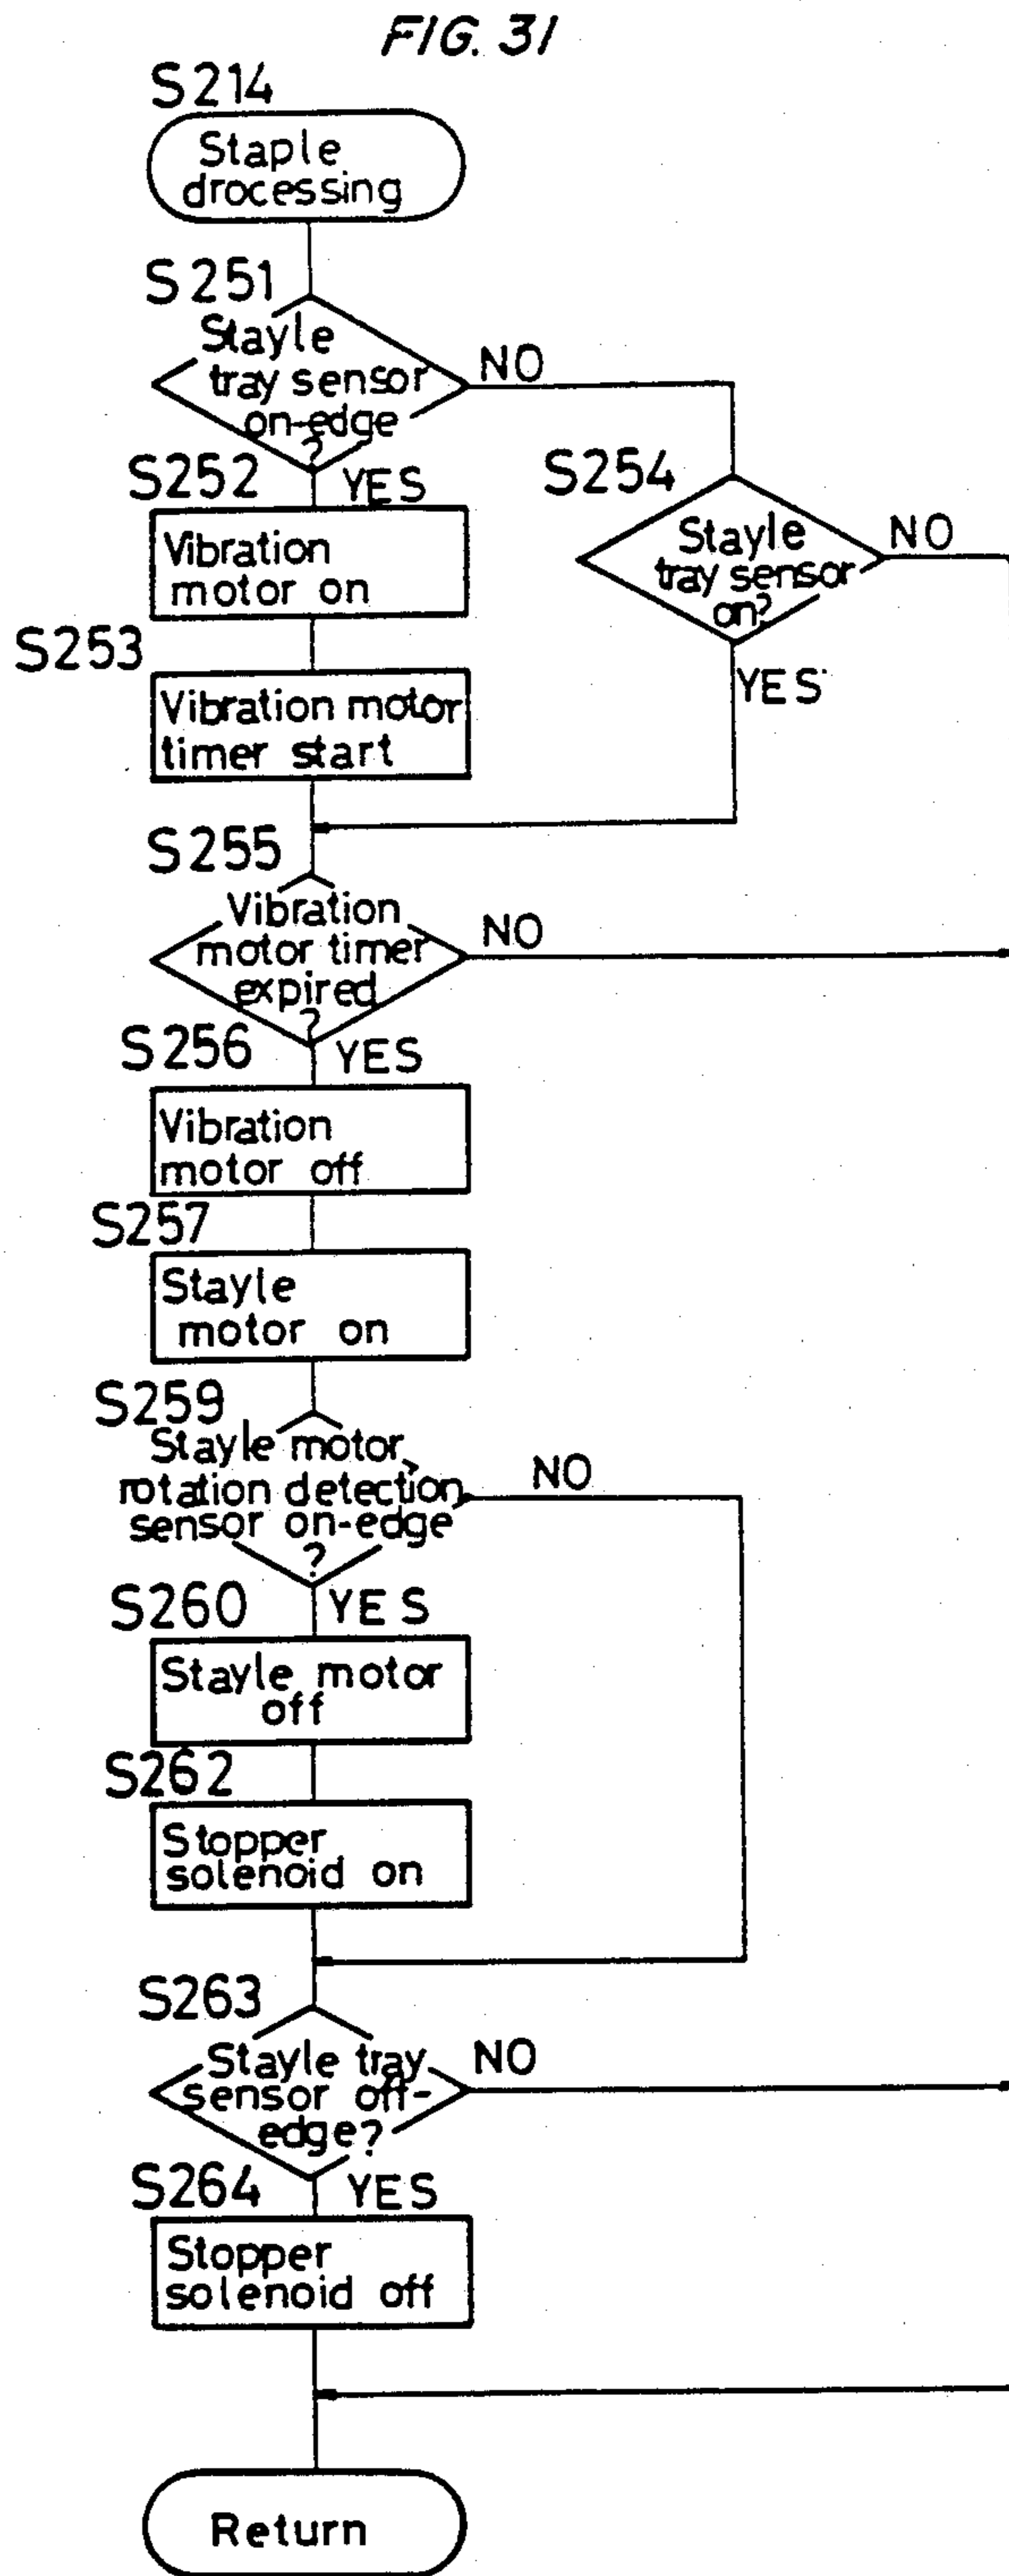 FIG. 31
S214
Staple
drocessing
S251
Stayle
tray sensor
on-edge
?
NO
YES
S252
Vibration
motor on
S254
Stayle
tray sensor
on?
NO
YES
S253
Vibration motor
timer start
S255
Vibration
motor timer
expired
?
NO
YES
S256
Vibration
motor off
S257
Stayle
motor on
S259
Stayle motor
rotation detection
sensor on-edge
?
NO
YES
S260
Stayle motor
off
S262
Stopper
solenoid on
S263
Stayle tray
sensor off-
edge?
NO
YES
S264
Stopper
solenoid off
Return